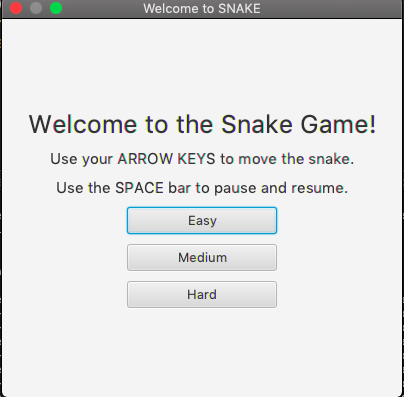 Welcome to SNAKE
Welcome to the Snake Game!
Use your ARROW KEYS to move the snake.
Use the SPACE bar to pause and resume.
Easy
Medium
Hard